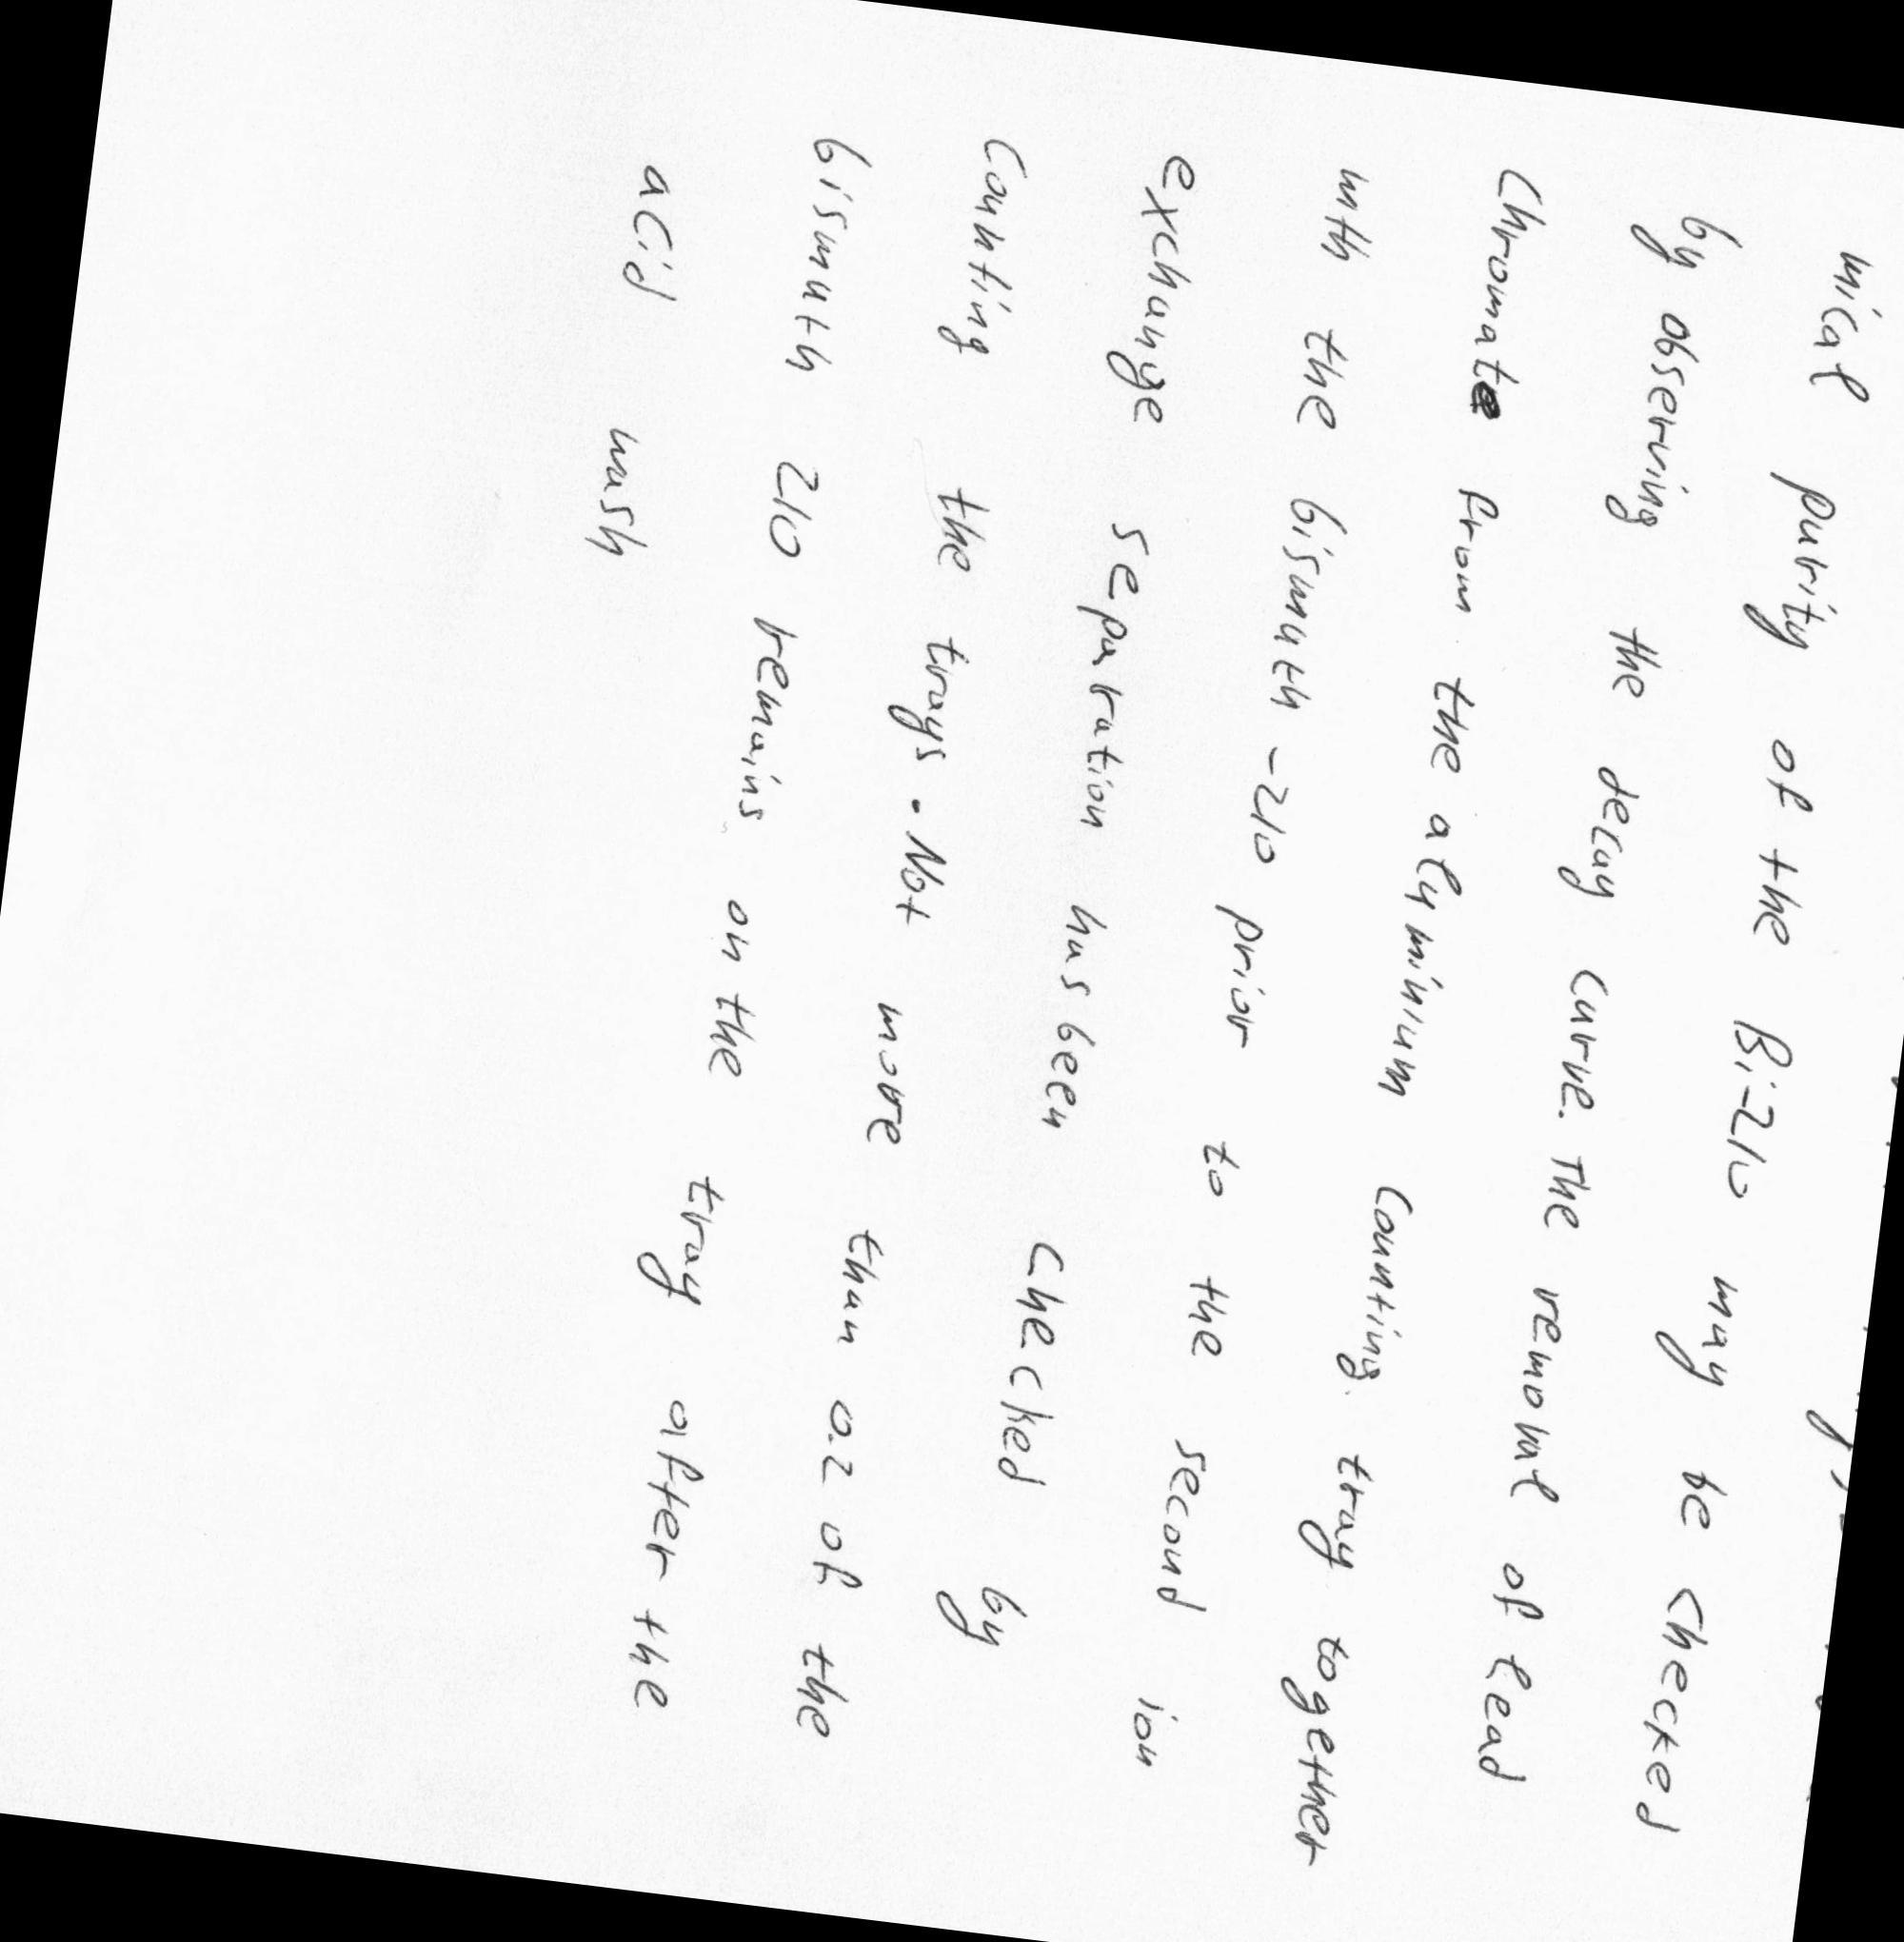 mical purity of the Bi-210 may be checked
by observing the decay curve. The removal of lead
Chromate from the alyminium counting tray together
with the bismuth -210 prior to the second ion
exchange separation has been checked by
Counting the trays. Not more than 0.2 of the
bismuth 210 remains on the tray after the
acid wash